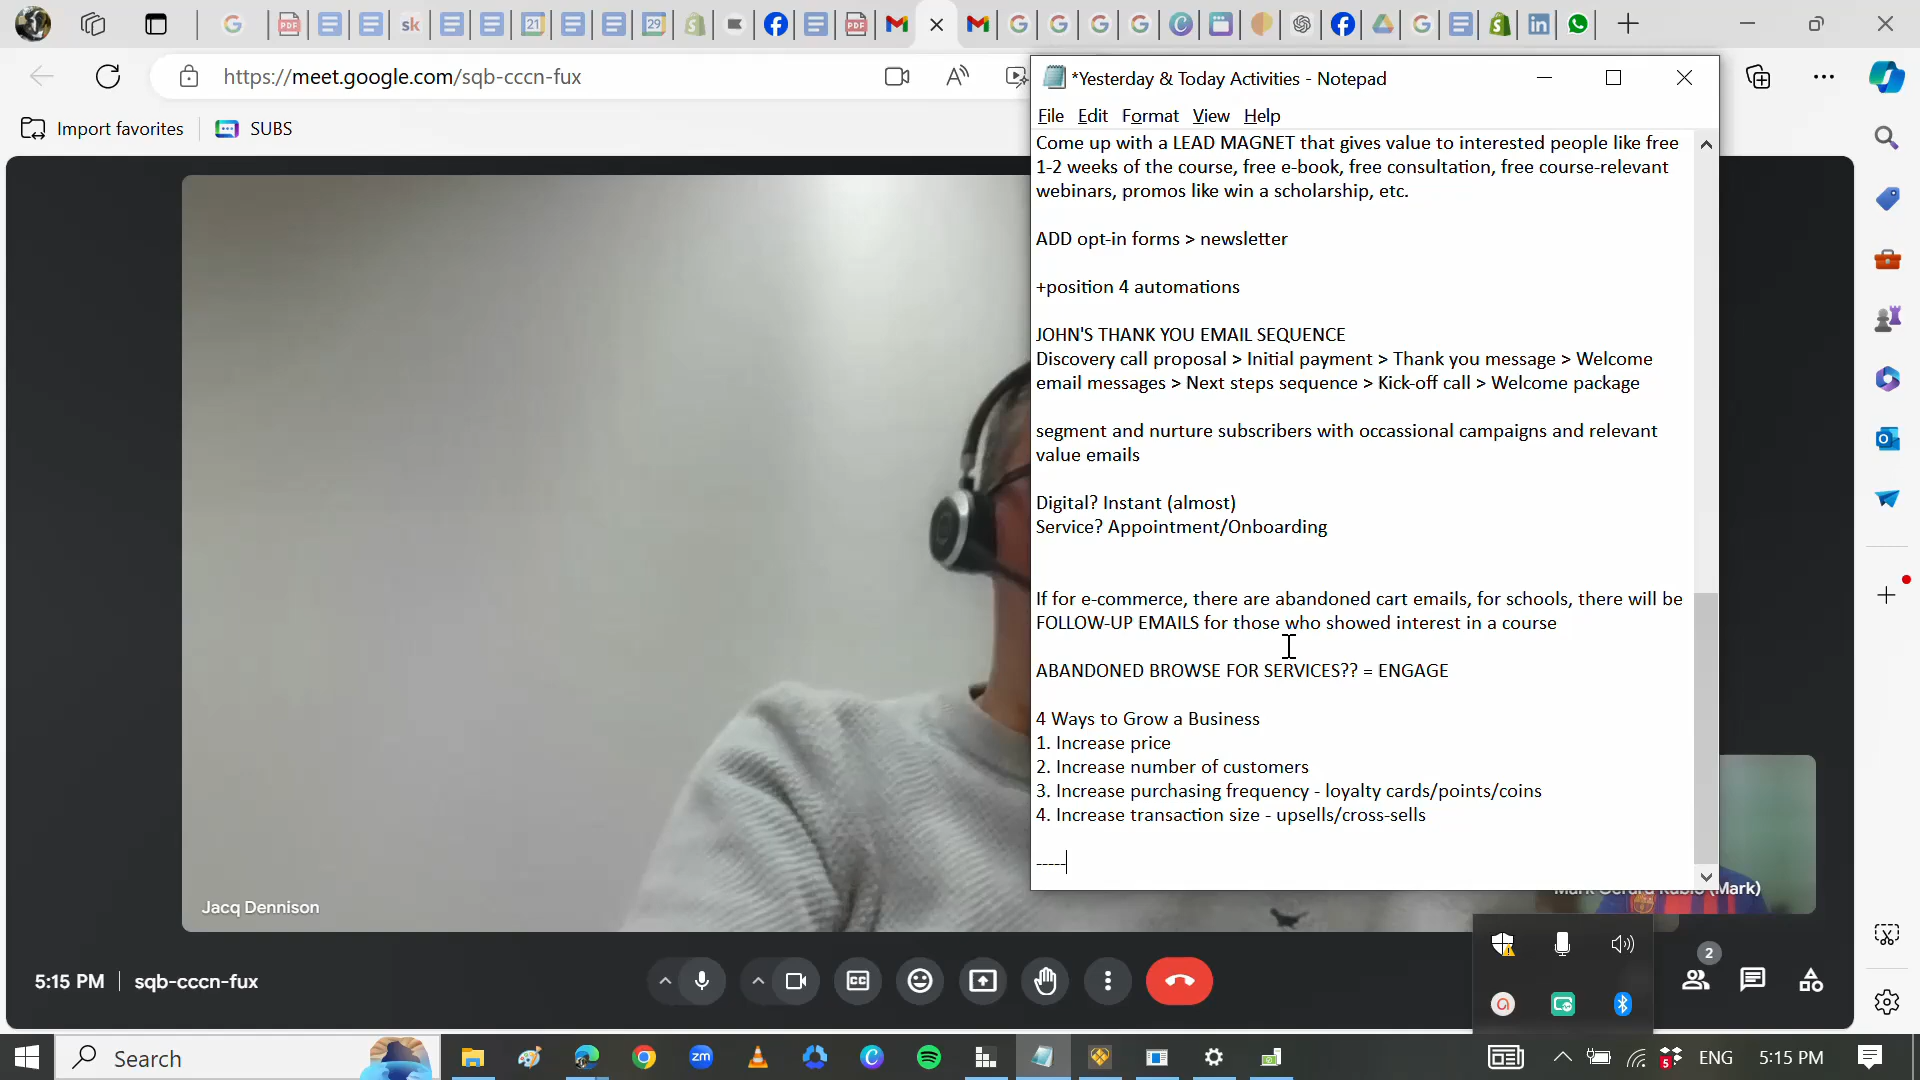 https://meet.google.com/sqb-cccn-fux
Import favorites
SUBS
*Yesterday & Today Activities - Notepad
File Edit Format View Help
Come up with a LEAD MAGNET that gives value to interested people like free
1-2 weeks of the course, free e-book, free consultation, free course-relevant
webinars, promos like win a scholarship, etc.
ADD opt-in forms > newsletter
+position 4 automations
JOHN'S THANK YOU EMAIL SEQUENCE
Discovery call proposal > Initial payment > Thank you message > Welcome
email messages > Next steps sequence > Kick-off call > Welcome package
segment and nurture subscribers with occassional campaigns and relevant
value emails
Digital? Instant (almost)
Service? Appointment/Onboarding
If for e-commerce, there are abandoned cart emails, for schools, there will be
FOLLOW-UP EMAILS for those who showed interest in a course
ABANDONED BROWSE FOR SERVICES?? = ENGAGE
4 Ways to Grow a Business
1. Increase price
2. Increase number of customers
3. Increase purchasing frequency - loyalty cards/points/coins
4. Increase transaction size - upsells/cross-sells
-----
Jacq Dennison
(Mark)
5:15 PM | sqb-cccn-fux
2
Search
ENG
5:15 PM